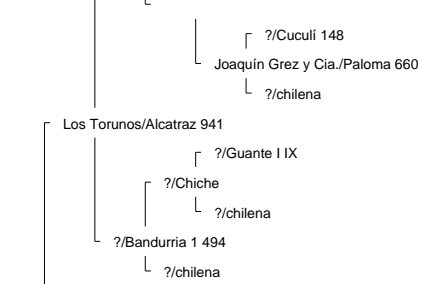 ?/Cuculí 148
Joaquín Grez y Cia./Paloma 660
?/chilena
Los Torunos/Alcatraz 941
?/Guante I IX
?/Chiche
?/chilena
?/Bandurria 1 494
?/chilena